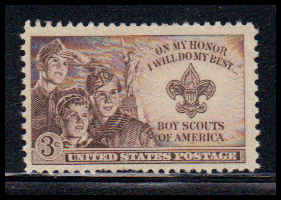 ON MY HONOR
I WILL DO MY BEST...
BOY SCOUTS
OF AMERICA
3¢
UNITED STATES POSTAGE